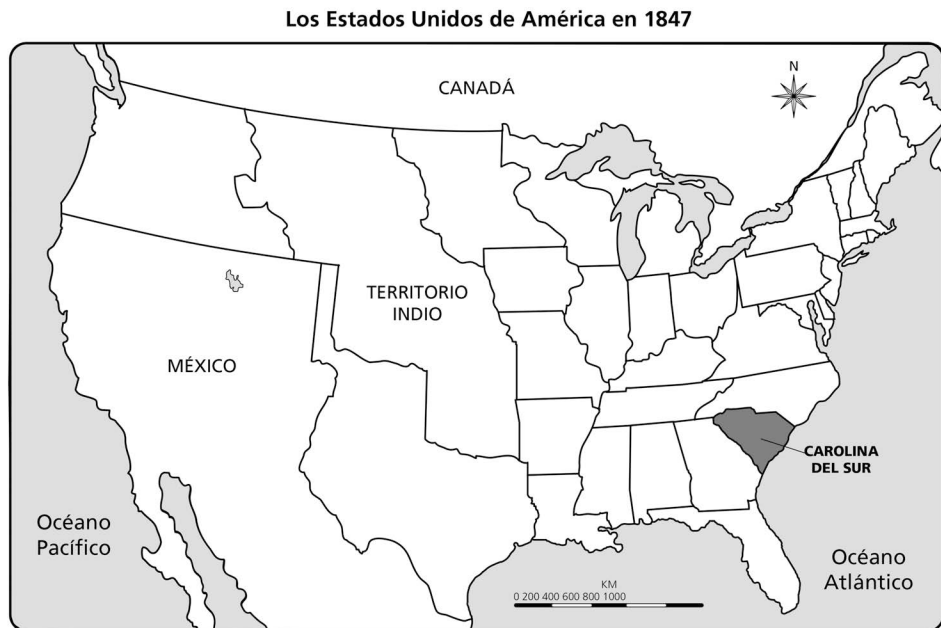 Los Estados Unidos de América en 1847
CANADÁ
N
TERRITORIO
INDIO
MÉXICO
CAROLINA
DEL SUR
Océano
Pacífico
Océano
Atlántico
KM
0 200 400 600 800 1000